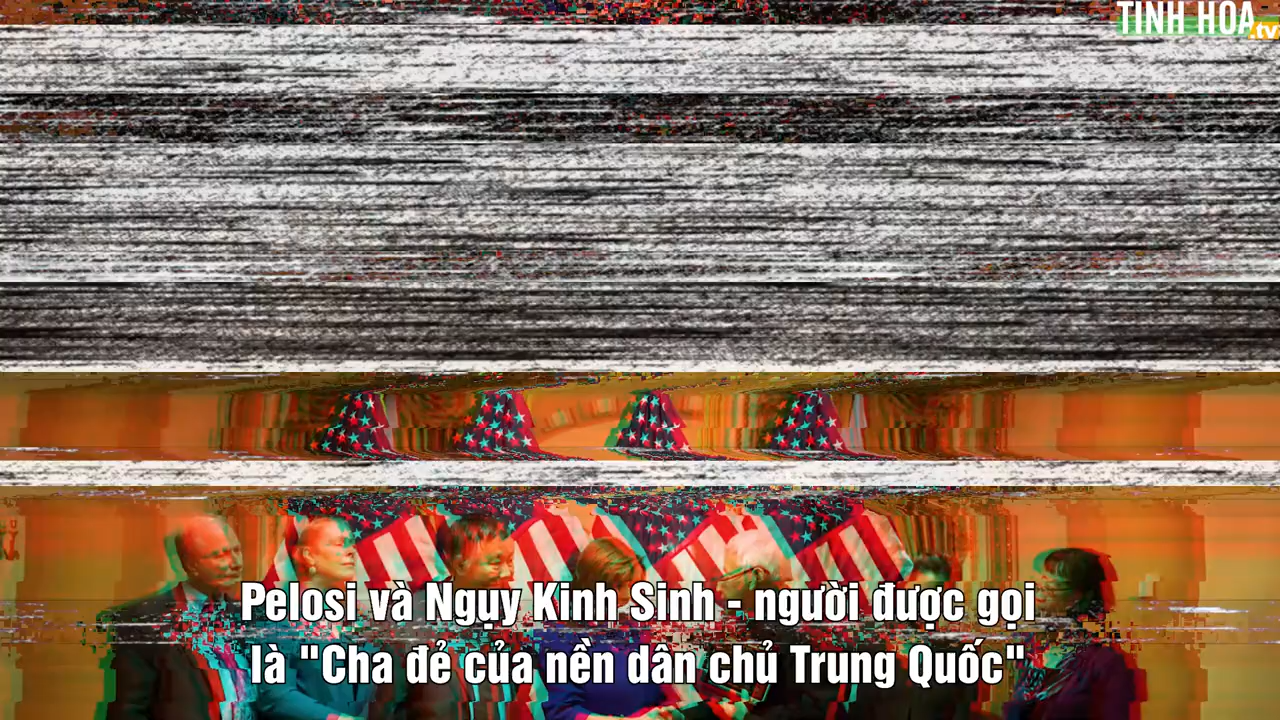 TINH HOA
.tv
Pelosi và Ngụy Kinh Sinh - người được gọi
là "Cha đẻ của nền dân chủ Trung Quốc"